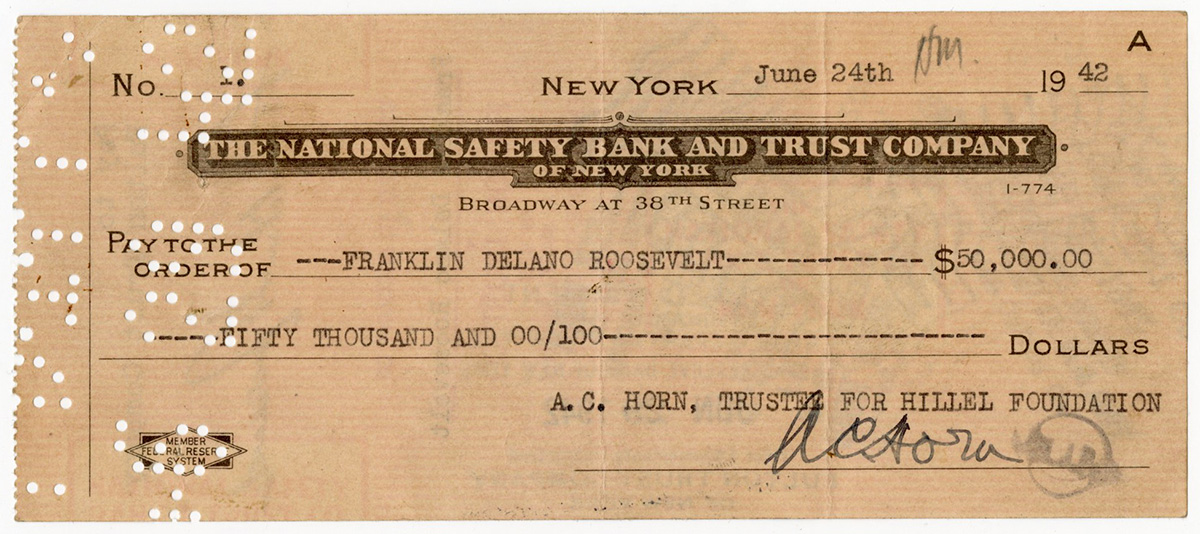 A
No. 1. NEW YORK June 24th 19 42
THE NATIONAL SAFETY BANK AND TRUST COMPANY
OF NEW YORK
1-774
BROADWAY AT 38TH STREET
PAY TO THE
ORDER OF ---FRANKLIN DELANO ROOSEVELT------------- $50,000.00
----FIFTY THOUSAND AND 00/100------------------------- DOLLARS
A.C. HORN, TRUSTEE FOR HILLEL FOUNDATION
A C Horn
MEMBER
FEDERAL RESER
SYSTEM